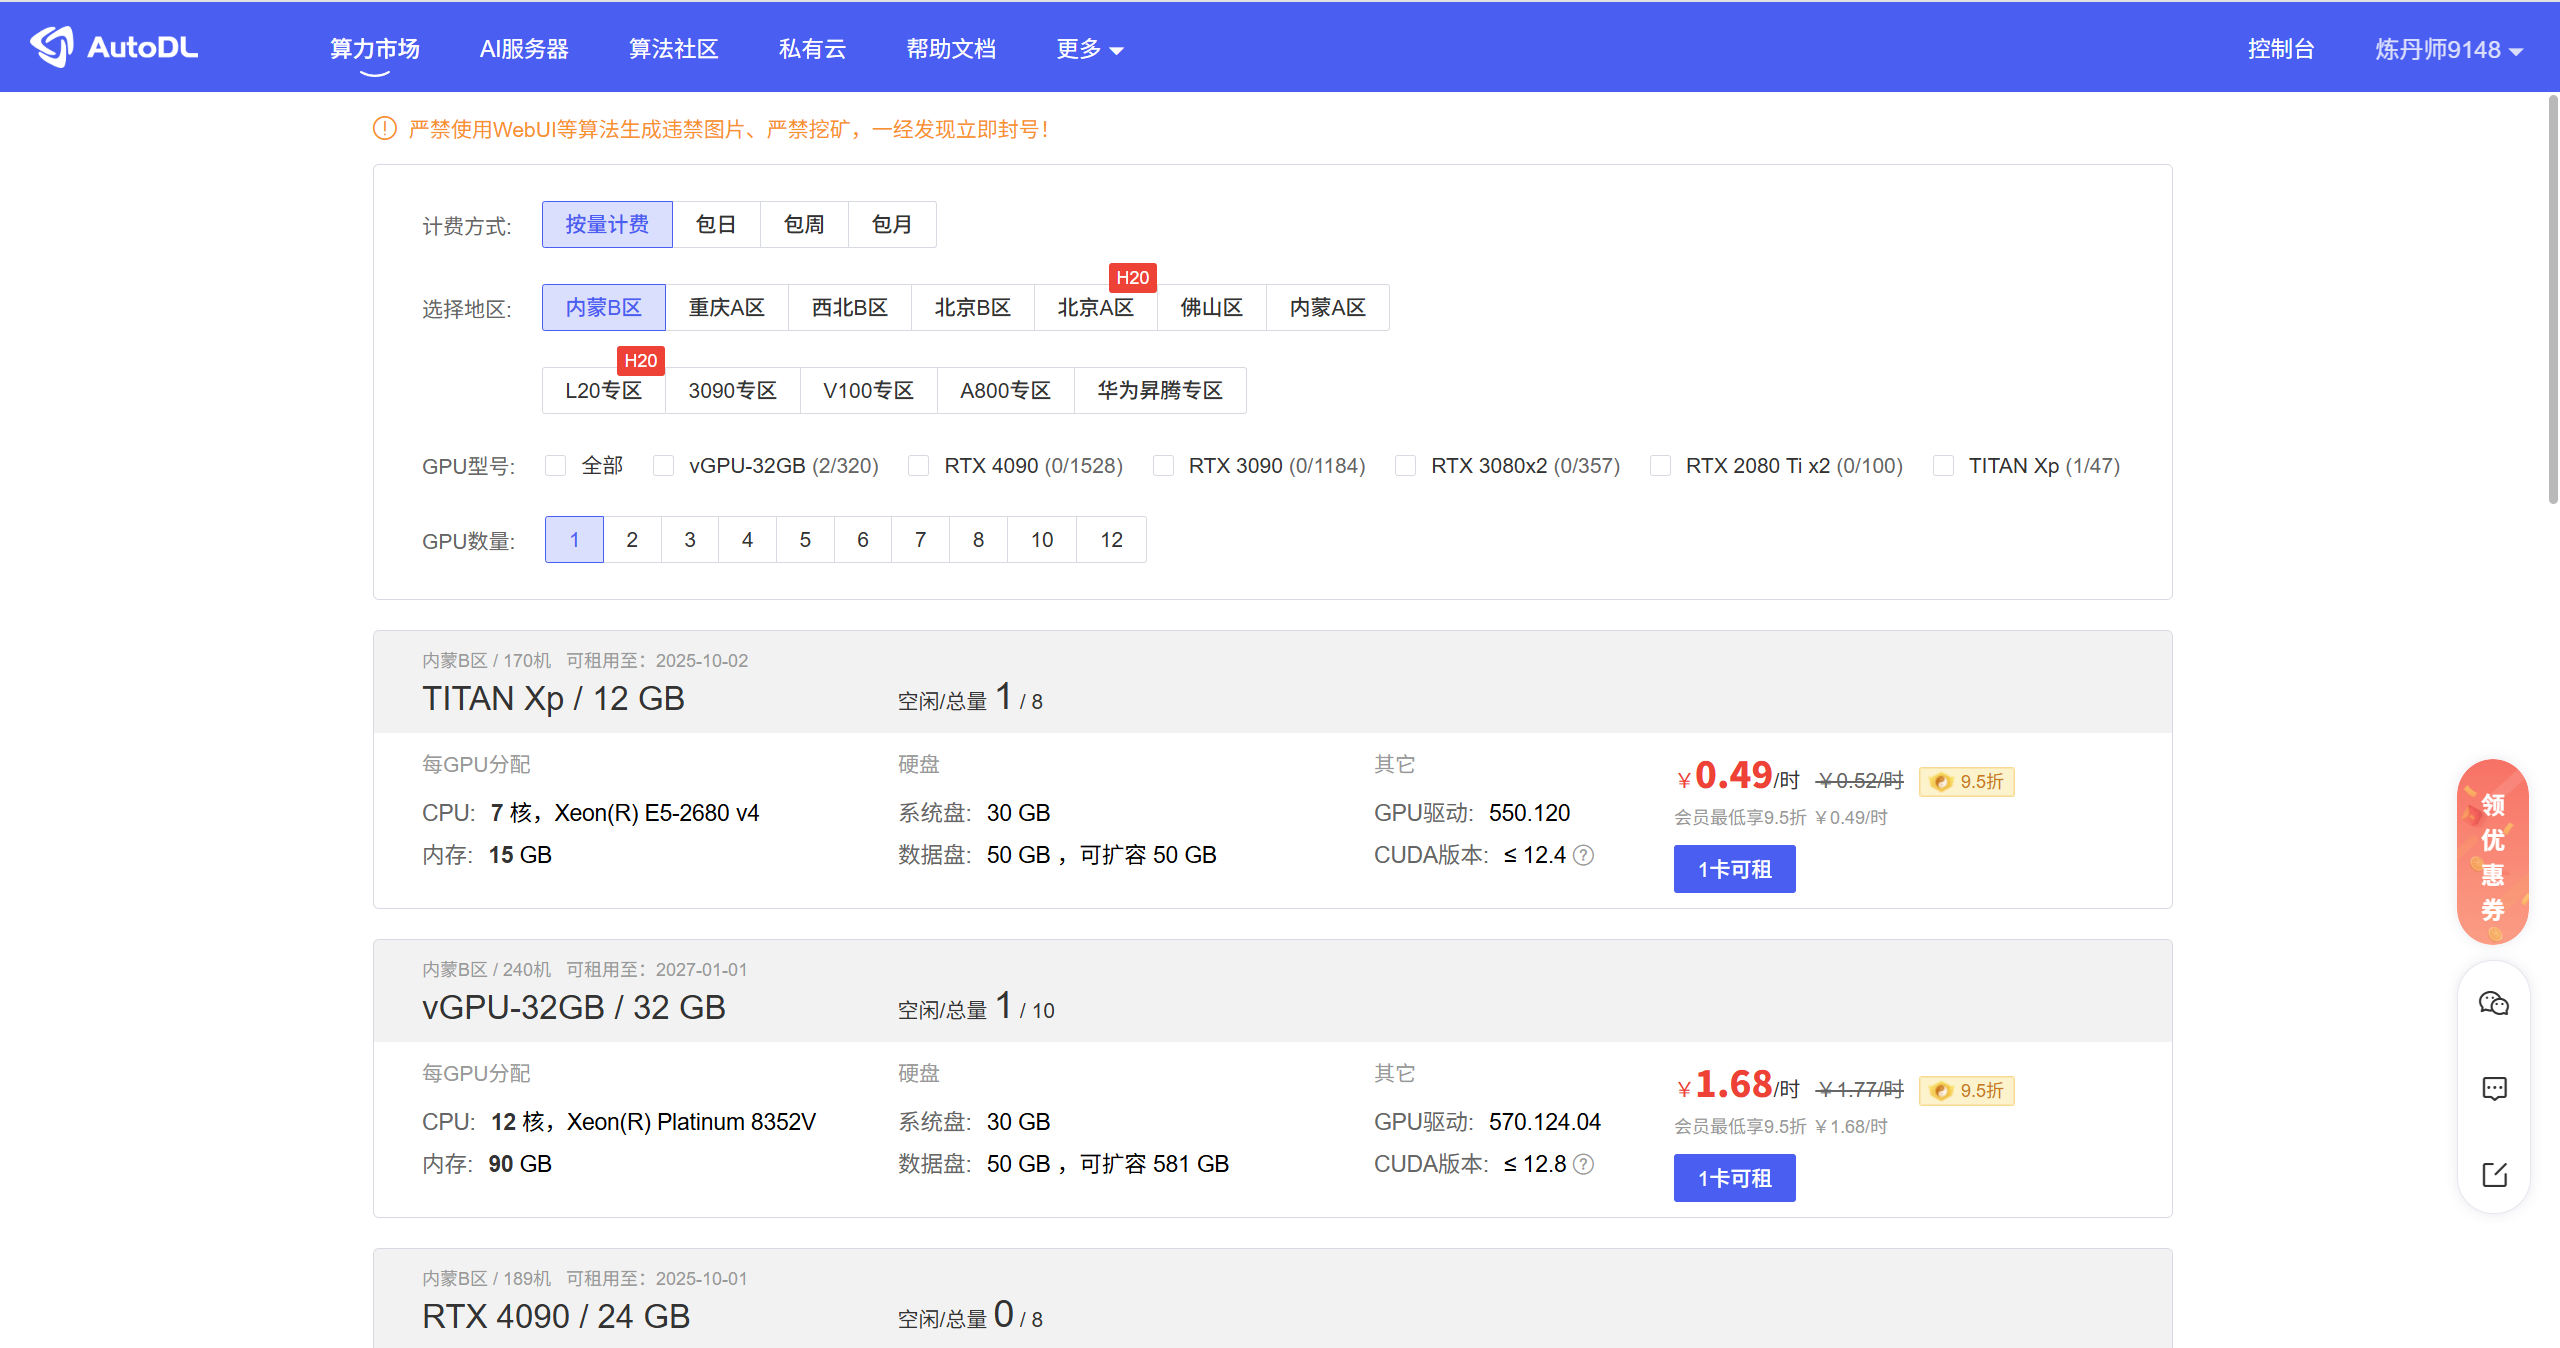 AutoDL 算力市场 AI服务器 算法社区 私有云 帮助文档 更多 控制台 炼丹师9148
严禁使用WebUI等算法生成违禁图片、严禁挖矿，一经发现立即封号！
计费方式: 按量计费 包日 包周 包月
H20
选择地区: 内蒙B区 重庆A区 西北B区 北京B区 北京A区 佛山区 内蒙A区
H20
L20专区 3090专区 V100专区 A800专区 华为昇腾专区
GPU型号: 全部 vGPU-32GB (2/320) RTX 4090 (0/1528) RTX 3090 (0/1184) RTX 3080x2 (0/357) RTX 2080 Ti x2 (0/100) TITAN Xp (1/47)
GPU数量: 1 2 3 4 5 6 7 8 10 12
内蒙B区 / 170机 可租用至：2025-10-02
TITAN Xp / 12 GB 空闲/总量 1 / 8
每GPU分配 硬盘 其它
￥0.49/时 ￥0.52/时 9.5折
CPU: 7 核，Xeon(R) E5-2680 v4 系统盘: 30 GB GPU驱动: 550.120
会员最低享9.5折 ￥0.49/时
内存: 15 GB 数据盘: 50 GB ，可扩容 50 GB CUDA版本: ≤ 12.4 ?
1卡可租
领
优
惠
券
内蒙B区 / 240机 可租用至：2027-01-01
vGPU-32GB / 32 GB 空闲/总量 1 / 10
每GPU分配 硬盘 其它
￥1.68/时 ￥1.77/时 9.5折
CPU: 12 核，Xeon(R) Platinum 8352V 系统盘: 30 GB GPU驱动: 570.124.04
会员最低享9.5折 ￥1.68/时
内存: 90 GB 数据盘: 50 GB ，可扩容 581 GB CUDA版本: ≤ 12.8 ?
1卡可租
内蒙B区 / 189机 可租用至：2025-10-01
RTX 4090 / 24 GB 空闲/总量 0 / 8